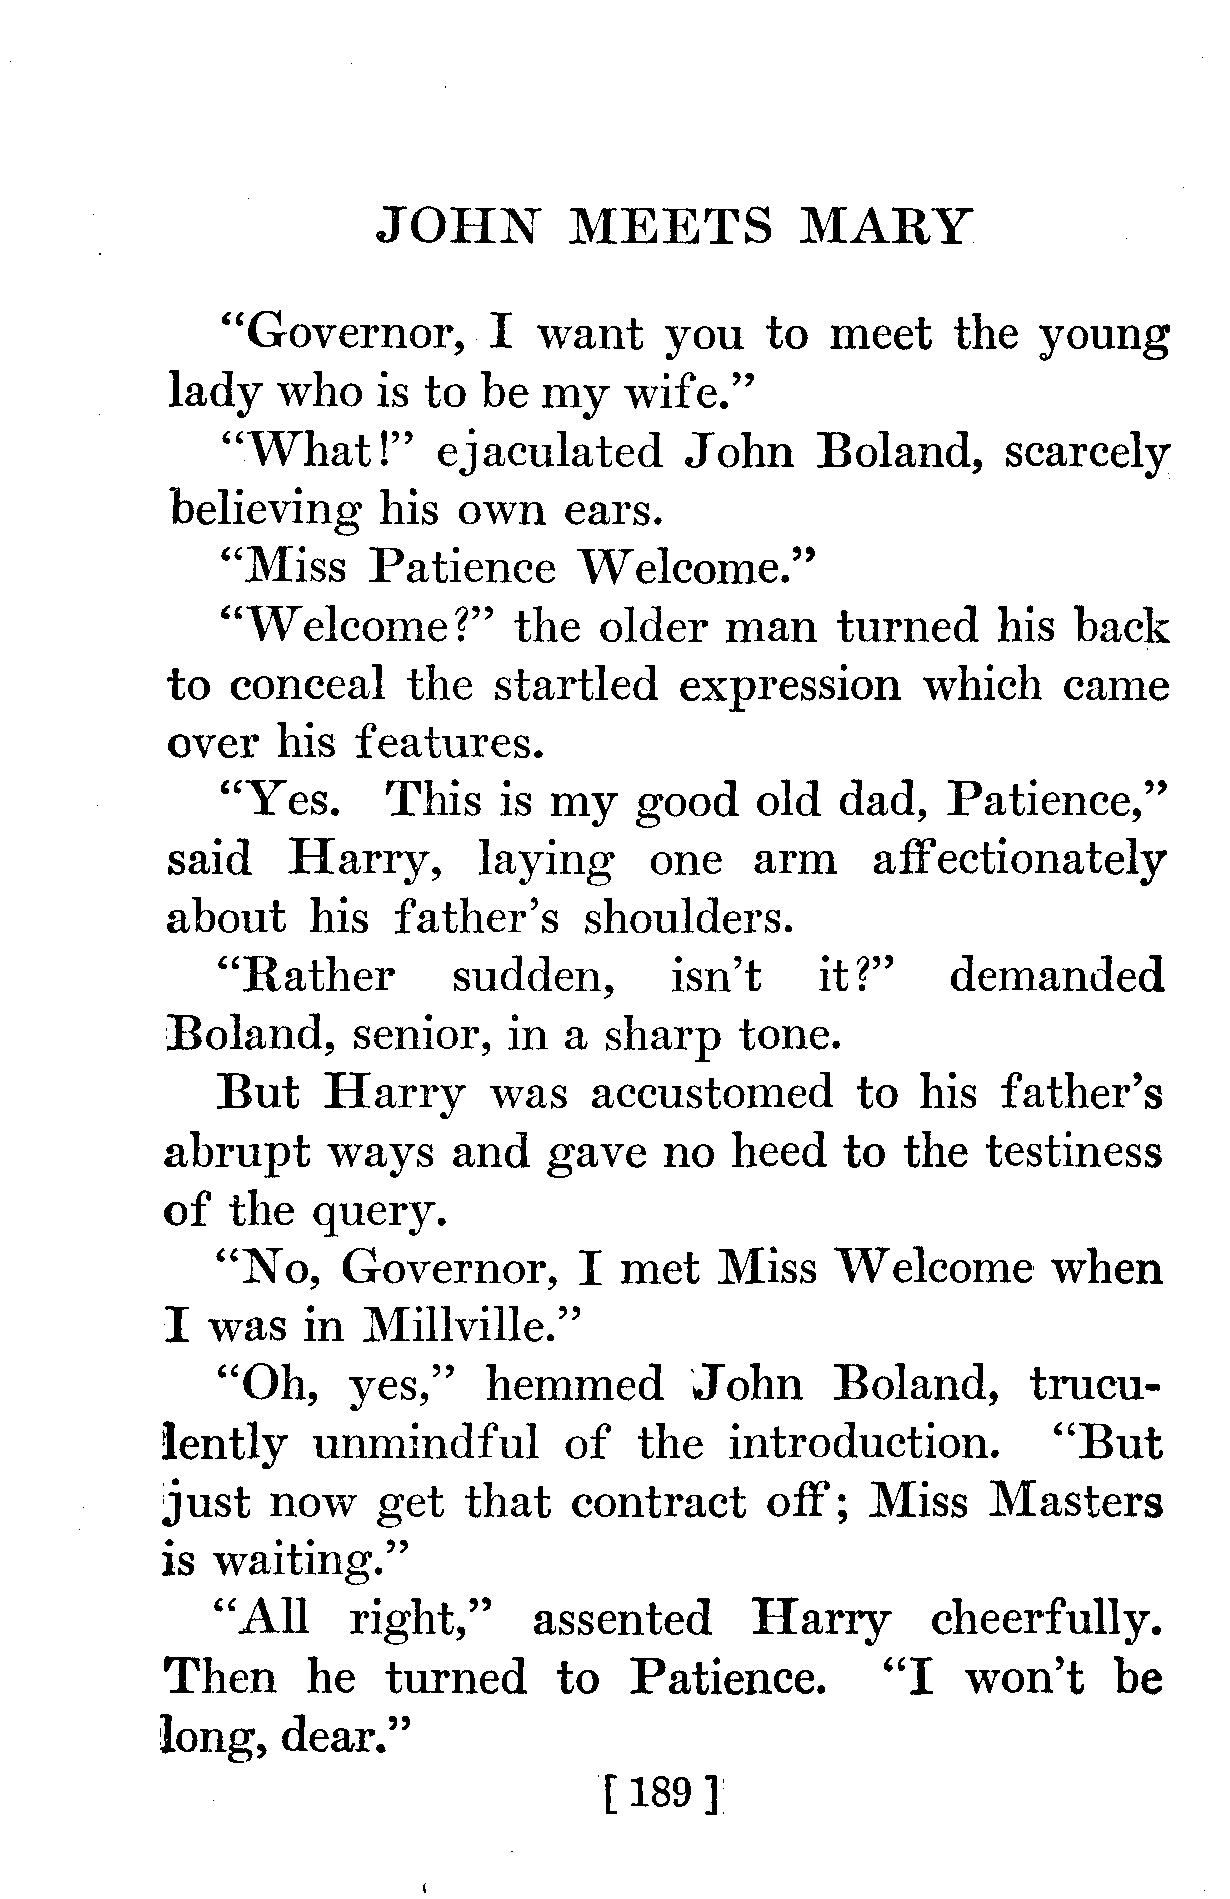 JOHN MEETS MARY
“Governor, I want you to meet the young
lady who is to be my wife.”
“What!” ejaculated John Boland, scarcely
believing his own ears.
“Miss Patience Welcome.”
“Welcome?” the older man turned his back
to conceal the startled expression which came
over his features.
“Yes. This is my good old dad, Patience,”
said Harry, laying one arm affectionately
about his father’s shoulders.
“Rather sudden, isn’t it?” demanded
Boland, senior, in a sharp tone.
But Harry was accustomed to his father’s
abrupt ways and gave no heed to the testiness
of the query.
“No, Governor, I met Miss Welcome when
I was in Millville.”
“Oh, yes,” hemmed John Boland, trucu-
lently unmindful of the introduction. “But
just now get that contract off; Miss Masters
is waiting.”
“All right,” assented Harry cheerfully.
Then he turned to Patience. “I won’t be
long, dear.”
[ 189 ]